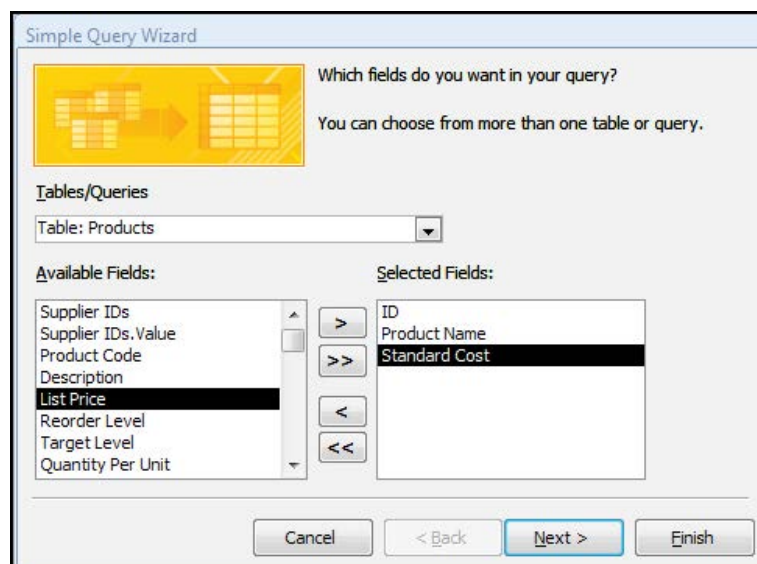 Simple Query Wizard
Which fields do you want in your query?
You can choose from more than one table or query.
Tables/Queries
Table: Products
Available Fields:
Supplier IDs
Supplier IDs.Value
Product Code
Description
List Price
Reorder Level
Target Level
Quantity Per Unit
>
>>
<
<<
Selected Fields:
ID
Product Name
Standard Cost
Cancel
< Back
Next >
Finish